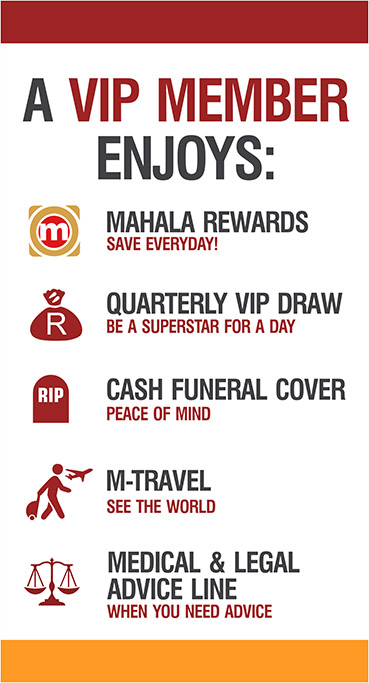 A VIP MEMBER
ENJOYS:
m
MAHALA REWARDS
SAVE EVERYDAY!
R
QUARTERLY VIP DRAW
BE A SUPERSTAR FOR A DAY
RIP
CASH FUNERAL COVER
PEACE OF MIND
M-TRAVEL
SEE THE WORLD
MEDICAL & LEGAL
ADVICE LINE
WHEN YOU NEED ADVICE